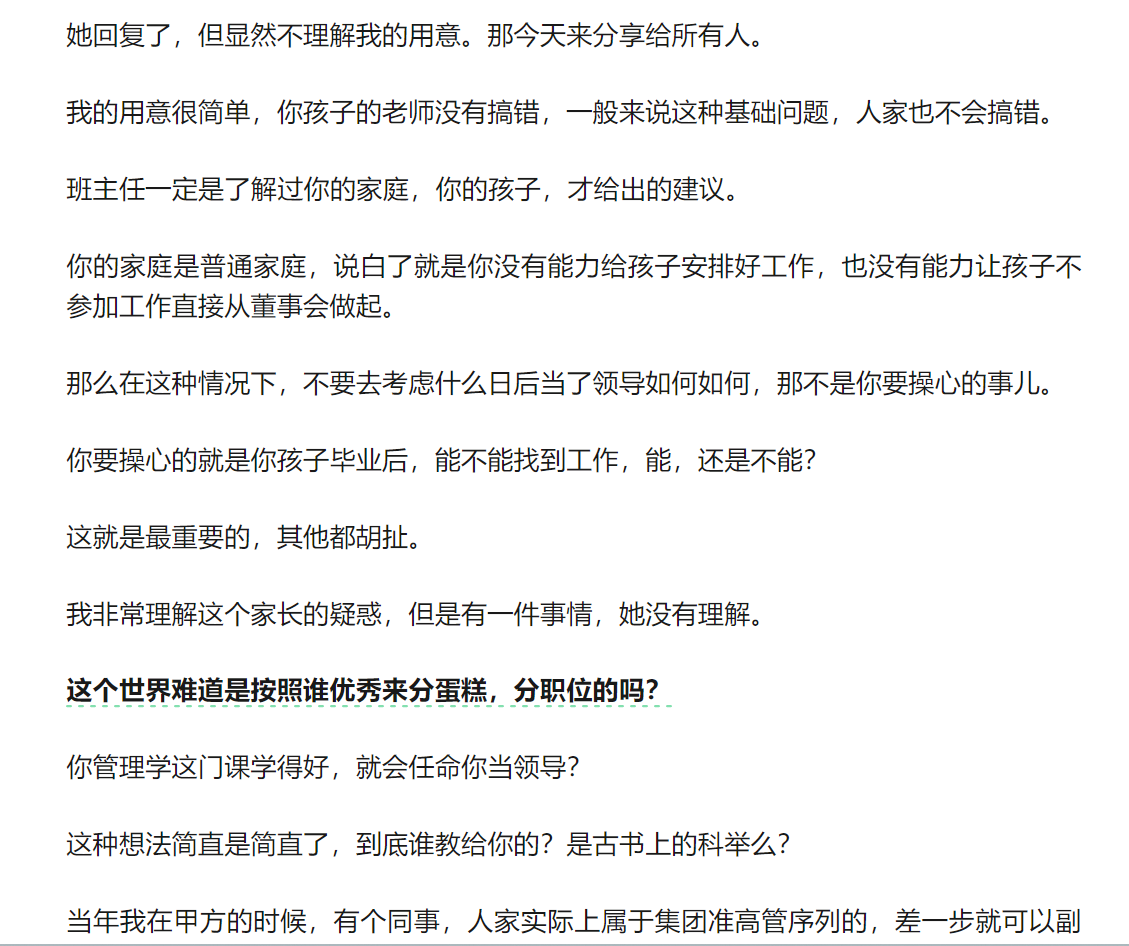 她回复了，但显然不理解我的用意。那今天来分享给所有人。
我的用意很简单，你孩子的老师没有搞错，一般来说这种基础问题，人家也不会搞错。
班主任一定是了解过你的家庭，你的孩子，才给出的建议。
你的家庭是普通家庭，说白了就是你没有能力给孩子安排好工作，也没有能力让孩子不
参加工作直接从董事会做起。
那么在这种情况下，不要去考虑什么日后当了领导如何如何，那不是你要操心的事儿。
你要操心的就是你孩子毕业后，能不能找到工作，能，还是不能？
这就是最重要的，其他都胡扯。
我非常理解这个家长的疑惑，但是有一件事情，她没有理解。
这个世界难道是按照谁优秀来分蛋糕，分职位的吗？
你管理学这门课学得好，就会任命你当领导？
这种想法简直是简直了，到底谁教给你的？是古书上的科举么？
当年我在甲方的时候，有个同事，人家实际上属于集团准高管序列的，差一步就可以副